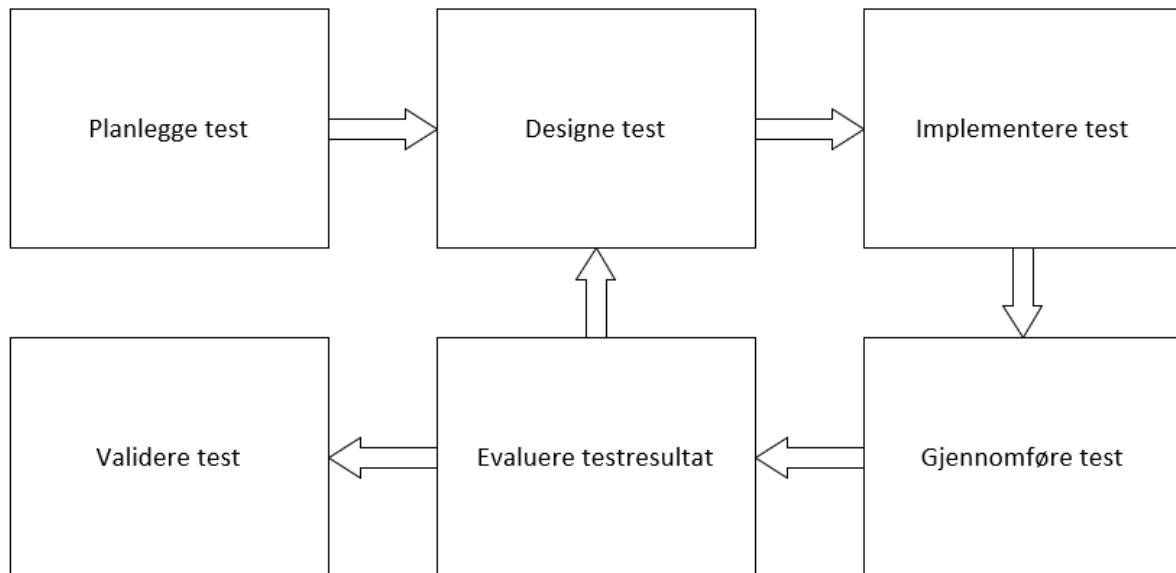 Planlegge test
Designe test
Implementere test
Validere test
Evaluere testresultat
Gjennomføre test